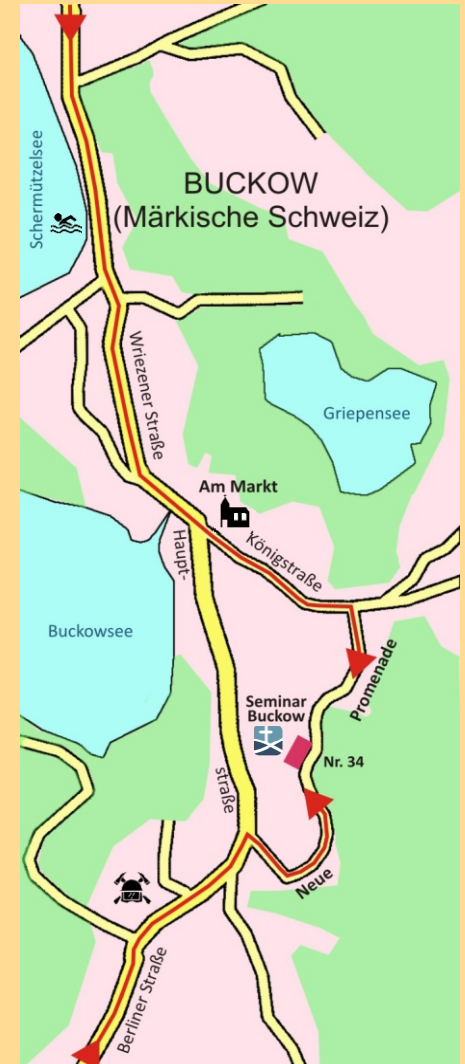 BUCKOW
(Märkische Schweiz)
Schermützelsee
Wriezener Straße
Griepensee
Am Markt
Königstraße
Haupt-
straße
Buckowsee
Promenade
Seminar
Buckow
Nr. 34
Neue
Berliner Straße